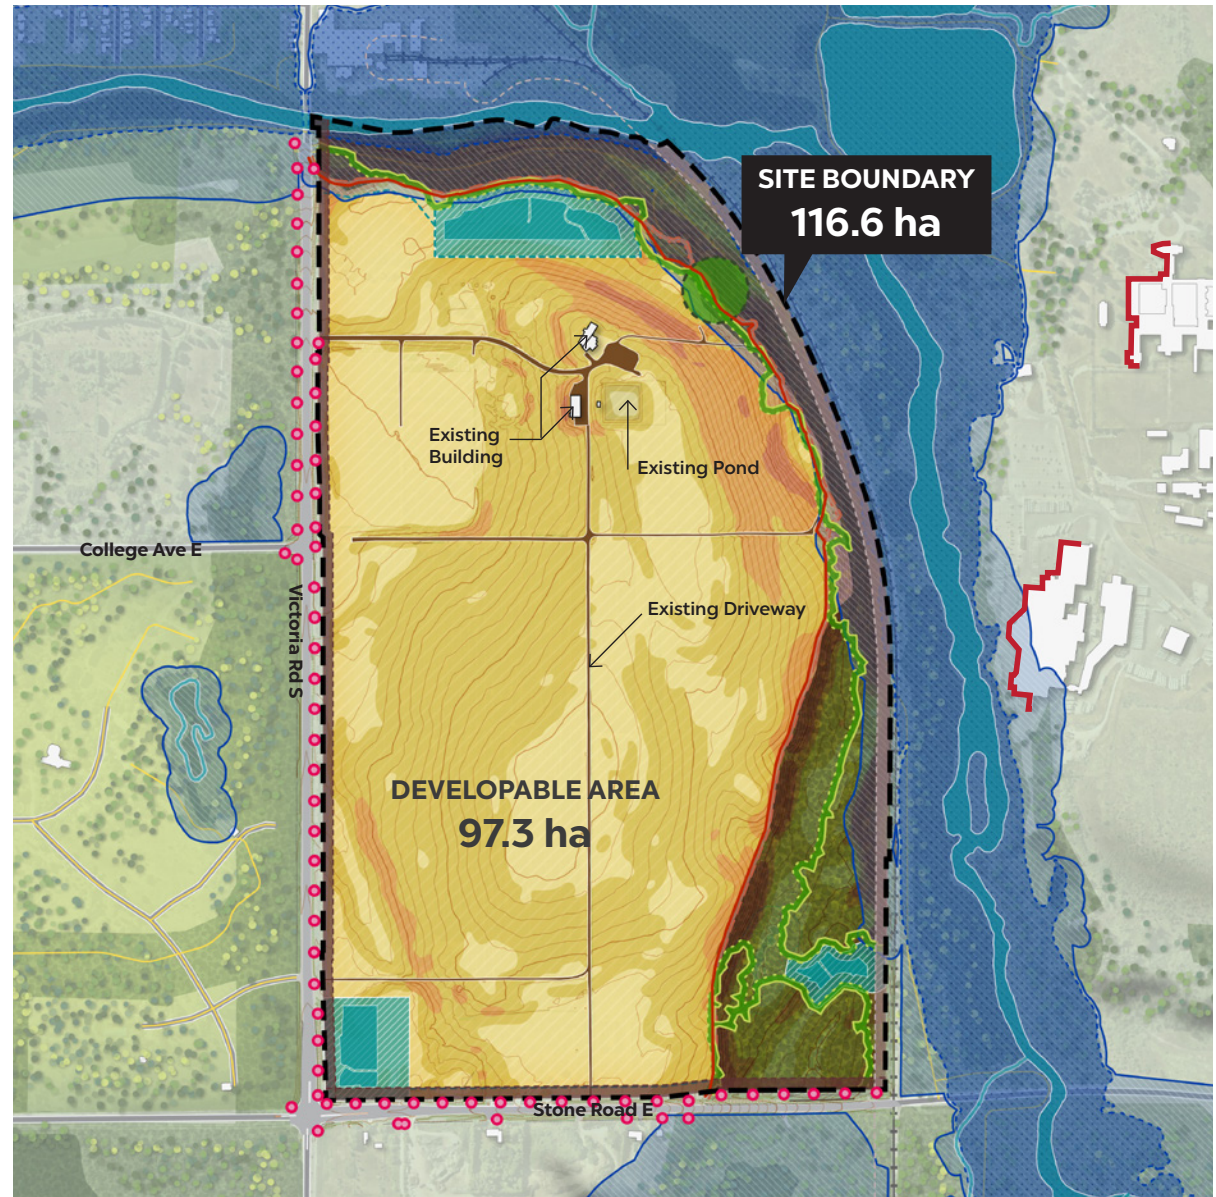 SITE BOUNDARY
116.6 ha
Existing
Building
Existing Pond
College Ave E
Victoria Rd S
Existing Driveway
DEVELOPABLE AREA
97.3 ha
Stone Road E